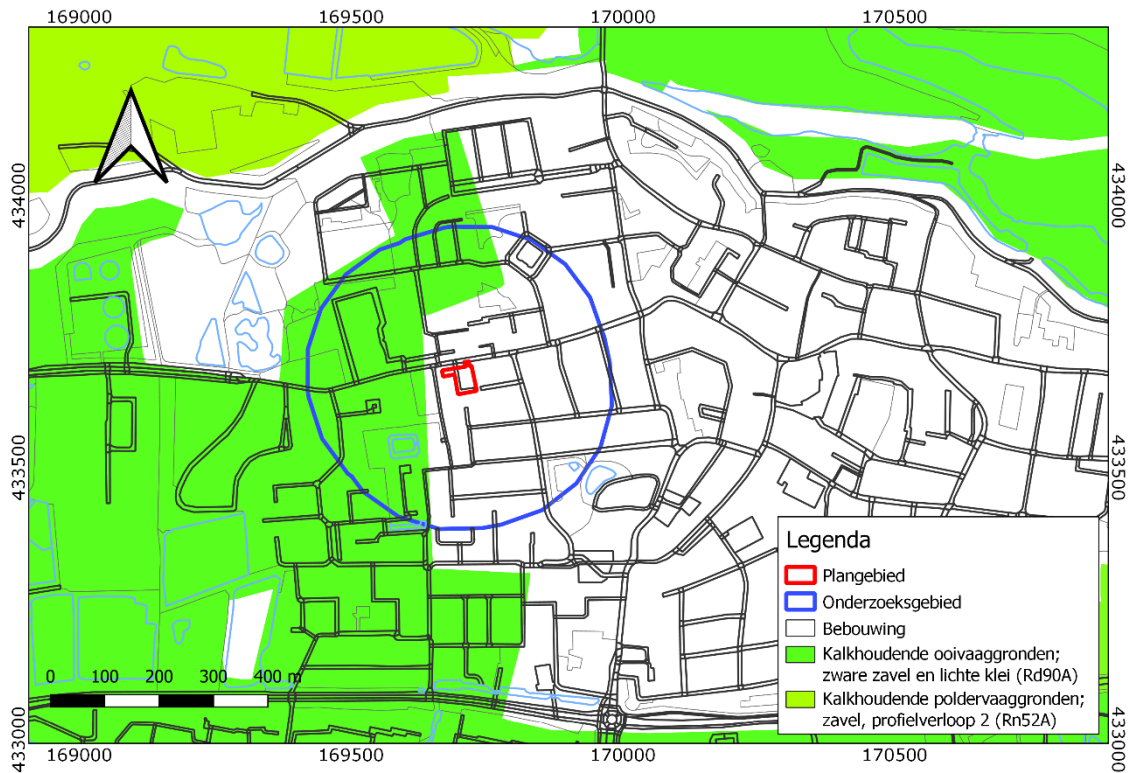 169000 169500 170000 170500
434000 434000
433500 433500
433000 433000
0 100 200 300 400 m
Legenda
Plangebied
Onderzoeksgebied
Bebouwing
Kalkhoudende ooivaaggronden;
zware zavel en lichte klei (Rd90A)
Kalkhoudende poldervaaggronden;
zavel, profielverloop 2 (Rn52A)
169000 169500 170000 170500